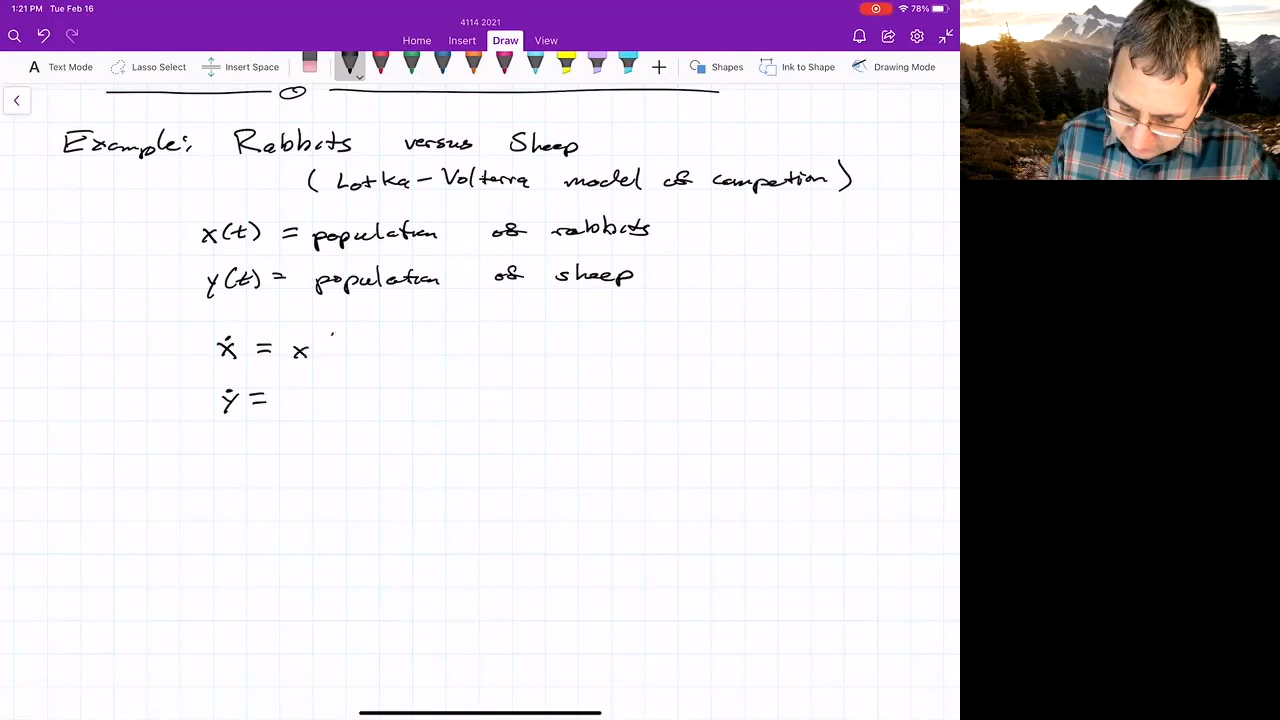 1:21 PM Tue Feb 16
78%
4114 2021
Home Insert Draw View
Text Mode Lasso Select Insert Space Shapes Ink to Shape Drawing Mode
Example: Rabbits versus Sheep
(Lotka-Volterra model of compention)
x(t) = population of rabbits
y(t) = population of sheep
ẋ = x
ẏ =